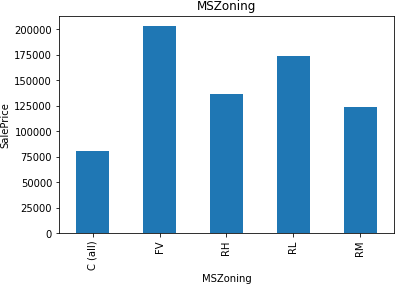 MSZoning
200000
175000
150000
125000
100000
75000
50000
25000
0
SalePrice
C (all)
FV
RH
RL
RM
MSZoning